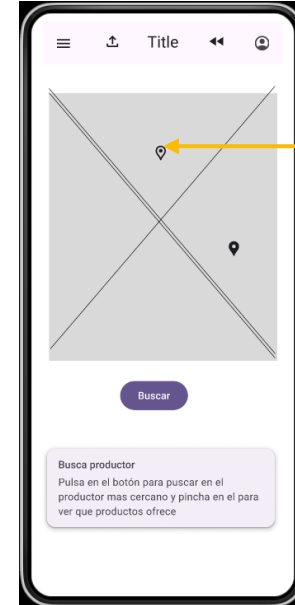 Title
Buscar
Busca productor
Pulsa en el botón para puscar en el
productor mas cercano y pincha en el para
ver que productos ofrece